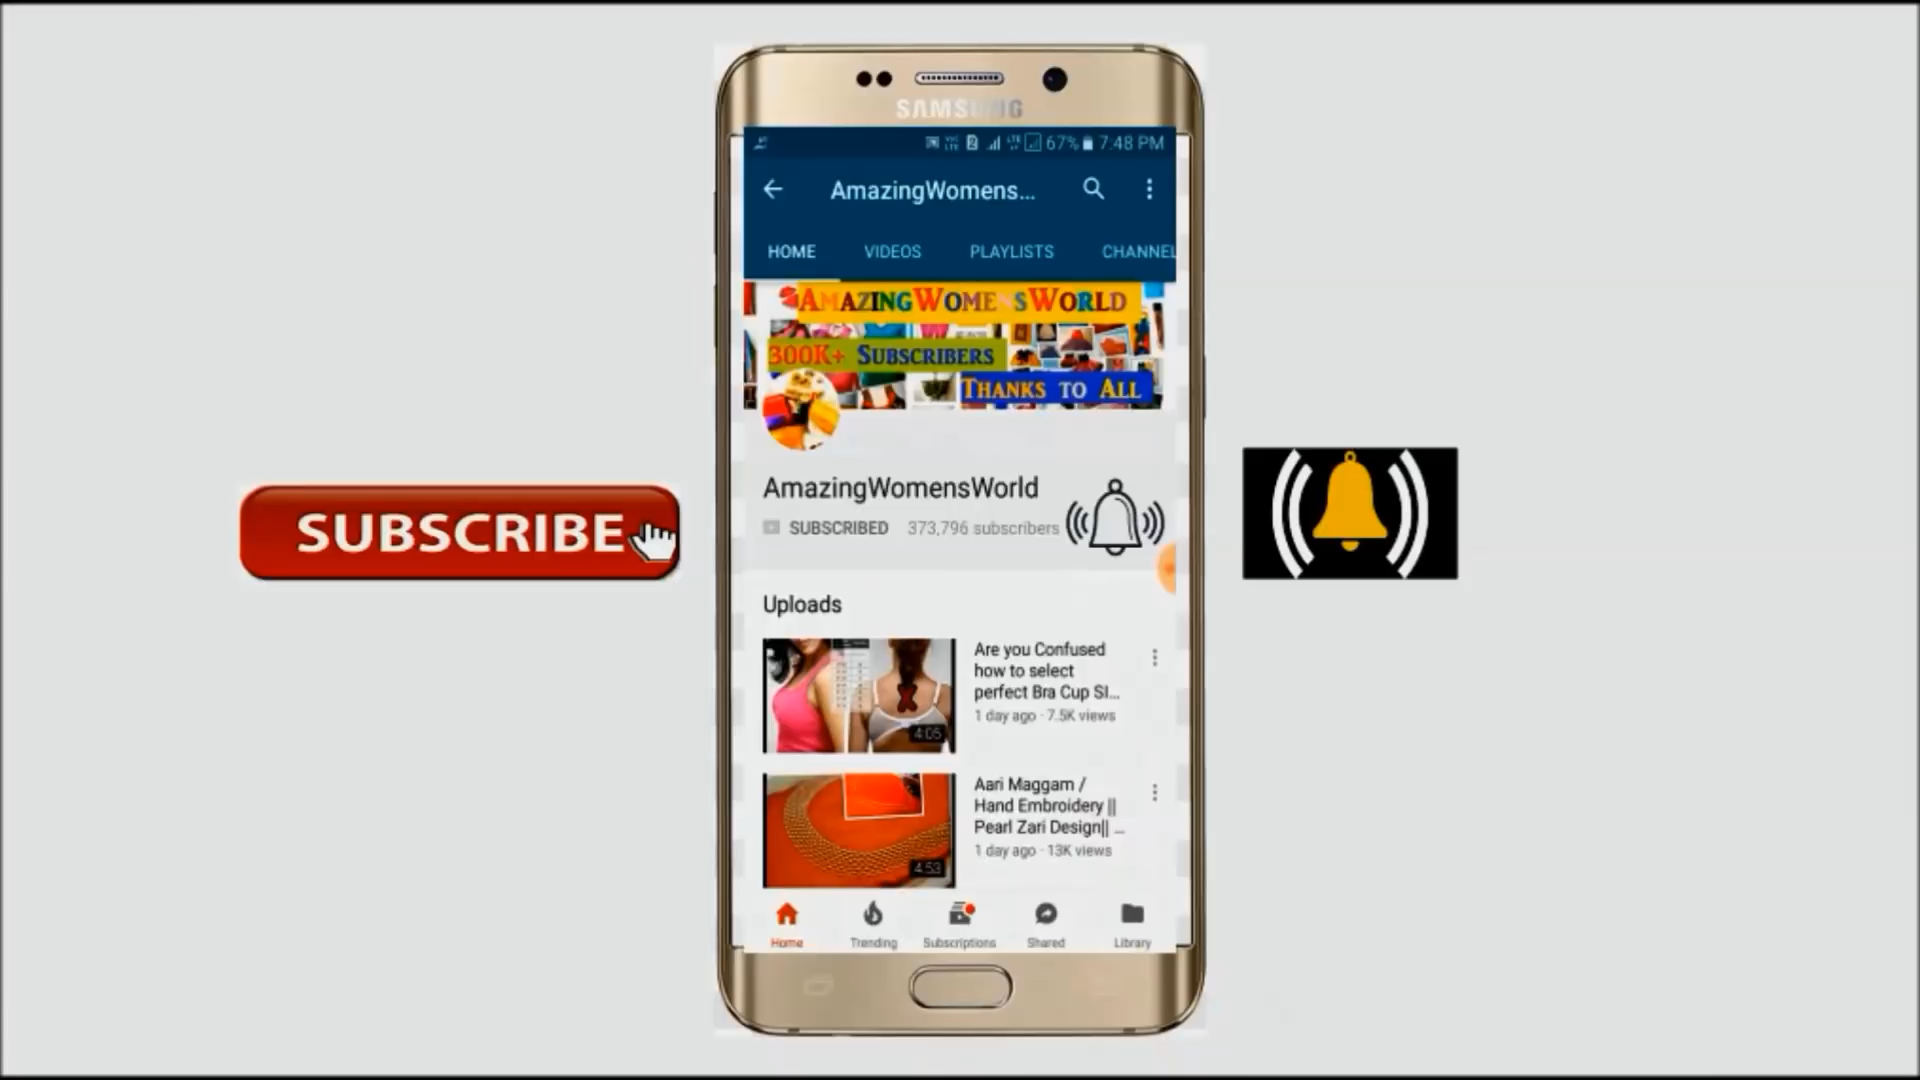 SAMSUNG
67% 7:48 PM
AmazingWomens...
HOME VIDEOS PLAYLISTS CHANNEL
AMAZINGWOMENSWORLD
300K+ SUBSCRIBERS
THANKS TO ALL
AmazingWomensWorld
SUBSCRIBED 373,796 subscribers
SUBSCRIBE
Uploads
Are you Confused
how to select
perfect Bra Cup SI...
1 day ago · 7.5K views
4:05
Aari Maggam /
Hand Embroidery ||
Pearl Zari Design|| ...
1 day ago · 13K views
4:53
Home Trending Subscriptions Shared Library